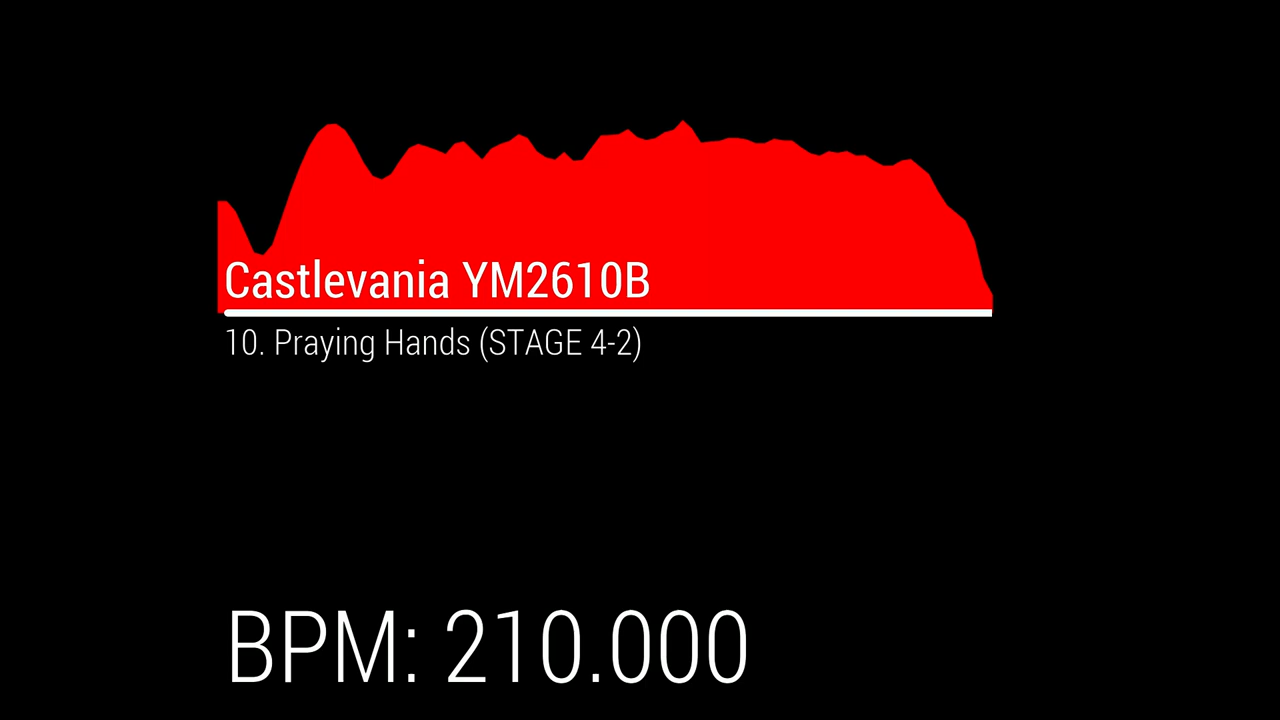 Castlevania YM2610B
10. Praying Hands (STAGE 4-2)
BPM: 210.000